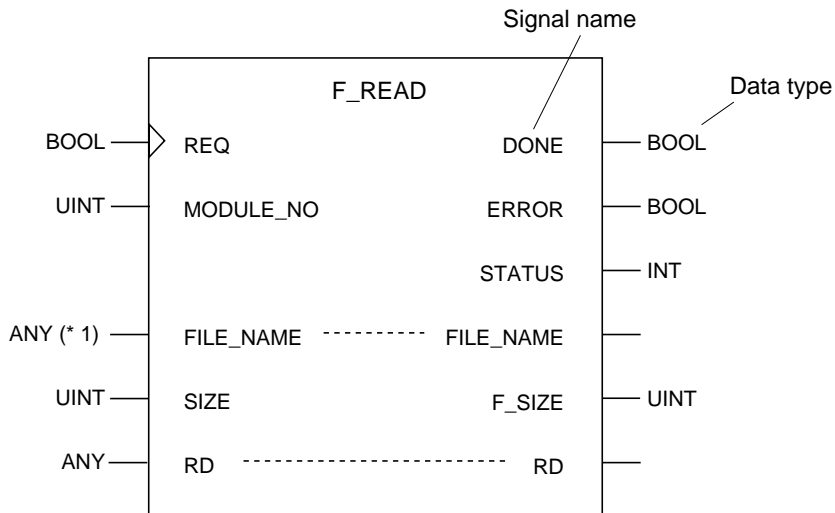 Signal name
Data type
F_READ
BOOL REQ DONE BOOL
UINT MODULE_NO ERROR BOOL
STATUS INT
ANY (* 1) FILE_NAME FILE_NAME
UINT SIZE F_SIZE UINT
ANY RD RD